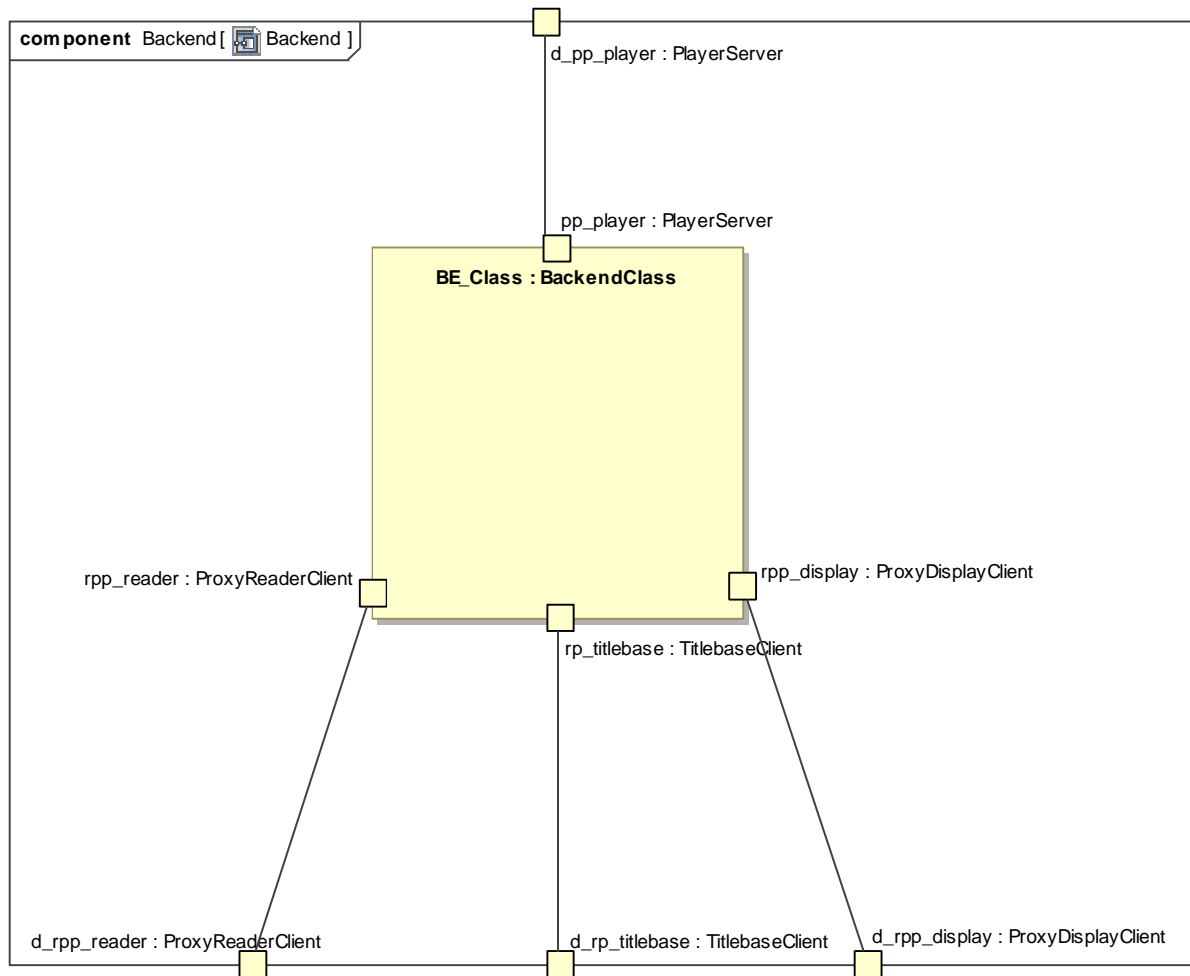 component Backend[ Backend ]
d_pp_player : PlayerServer
pp_player : PlayerServer
BE_Class : BackendClass
rpp_reader : ProxyReaderClient
rpp_display : ProxyDisplayClient
rp_titlebase : TitlebaseClient
d_rpp_reader : ProxyReaderClient
d_rp_titlebase : TitlebaseClient
d_rpp_display : ProxyDisplayClient